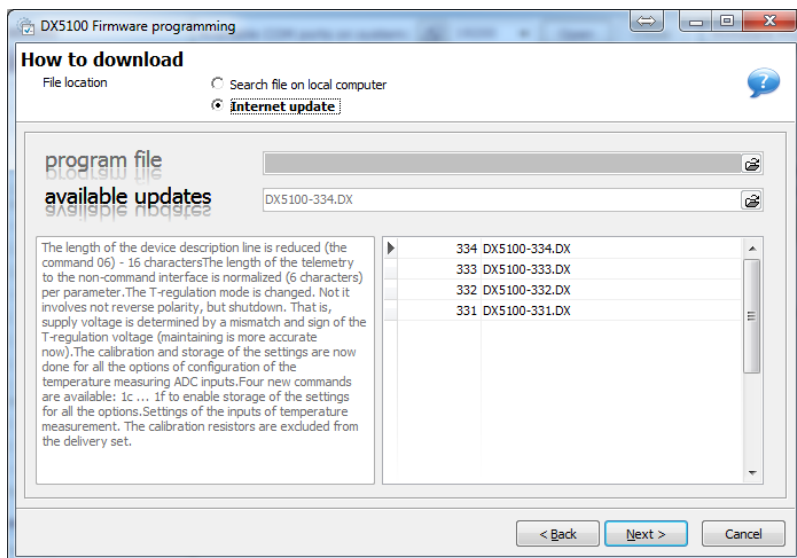 DX5100 Firmware programming
How to download
File location
Search file on local computer
Internet update
program file
available updates
DX5100-334.DX
The length of the device description line is reduced (the
command 06) - 16 charactersThe length of the telemetry
to the non-command interface is normalized (6 characters)
per parameter.The T-regulation mode is changed. Not it
involves not reverse polarity, but shutdown. That is,
supply voltage is determined by a mismatch and sign of the
T-regulation voltage (maintaining is more accurate
now).The calibration and storage of the settings are now
done for all the options of configuration of the
temperature measuring ADC inputs.Four new commands
are available: 1c ... 1f to enable storage of the settings
for all the options.Settings of the inputs of temperature
measurement. The calibration resistors are excluded from
the delivery set.
334 DX5100-334.DX
333 DX5100-333.DX
332 DX5100-332.DX
331 DX5100-331.DX
< Back
Next >
Cancel